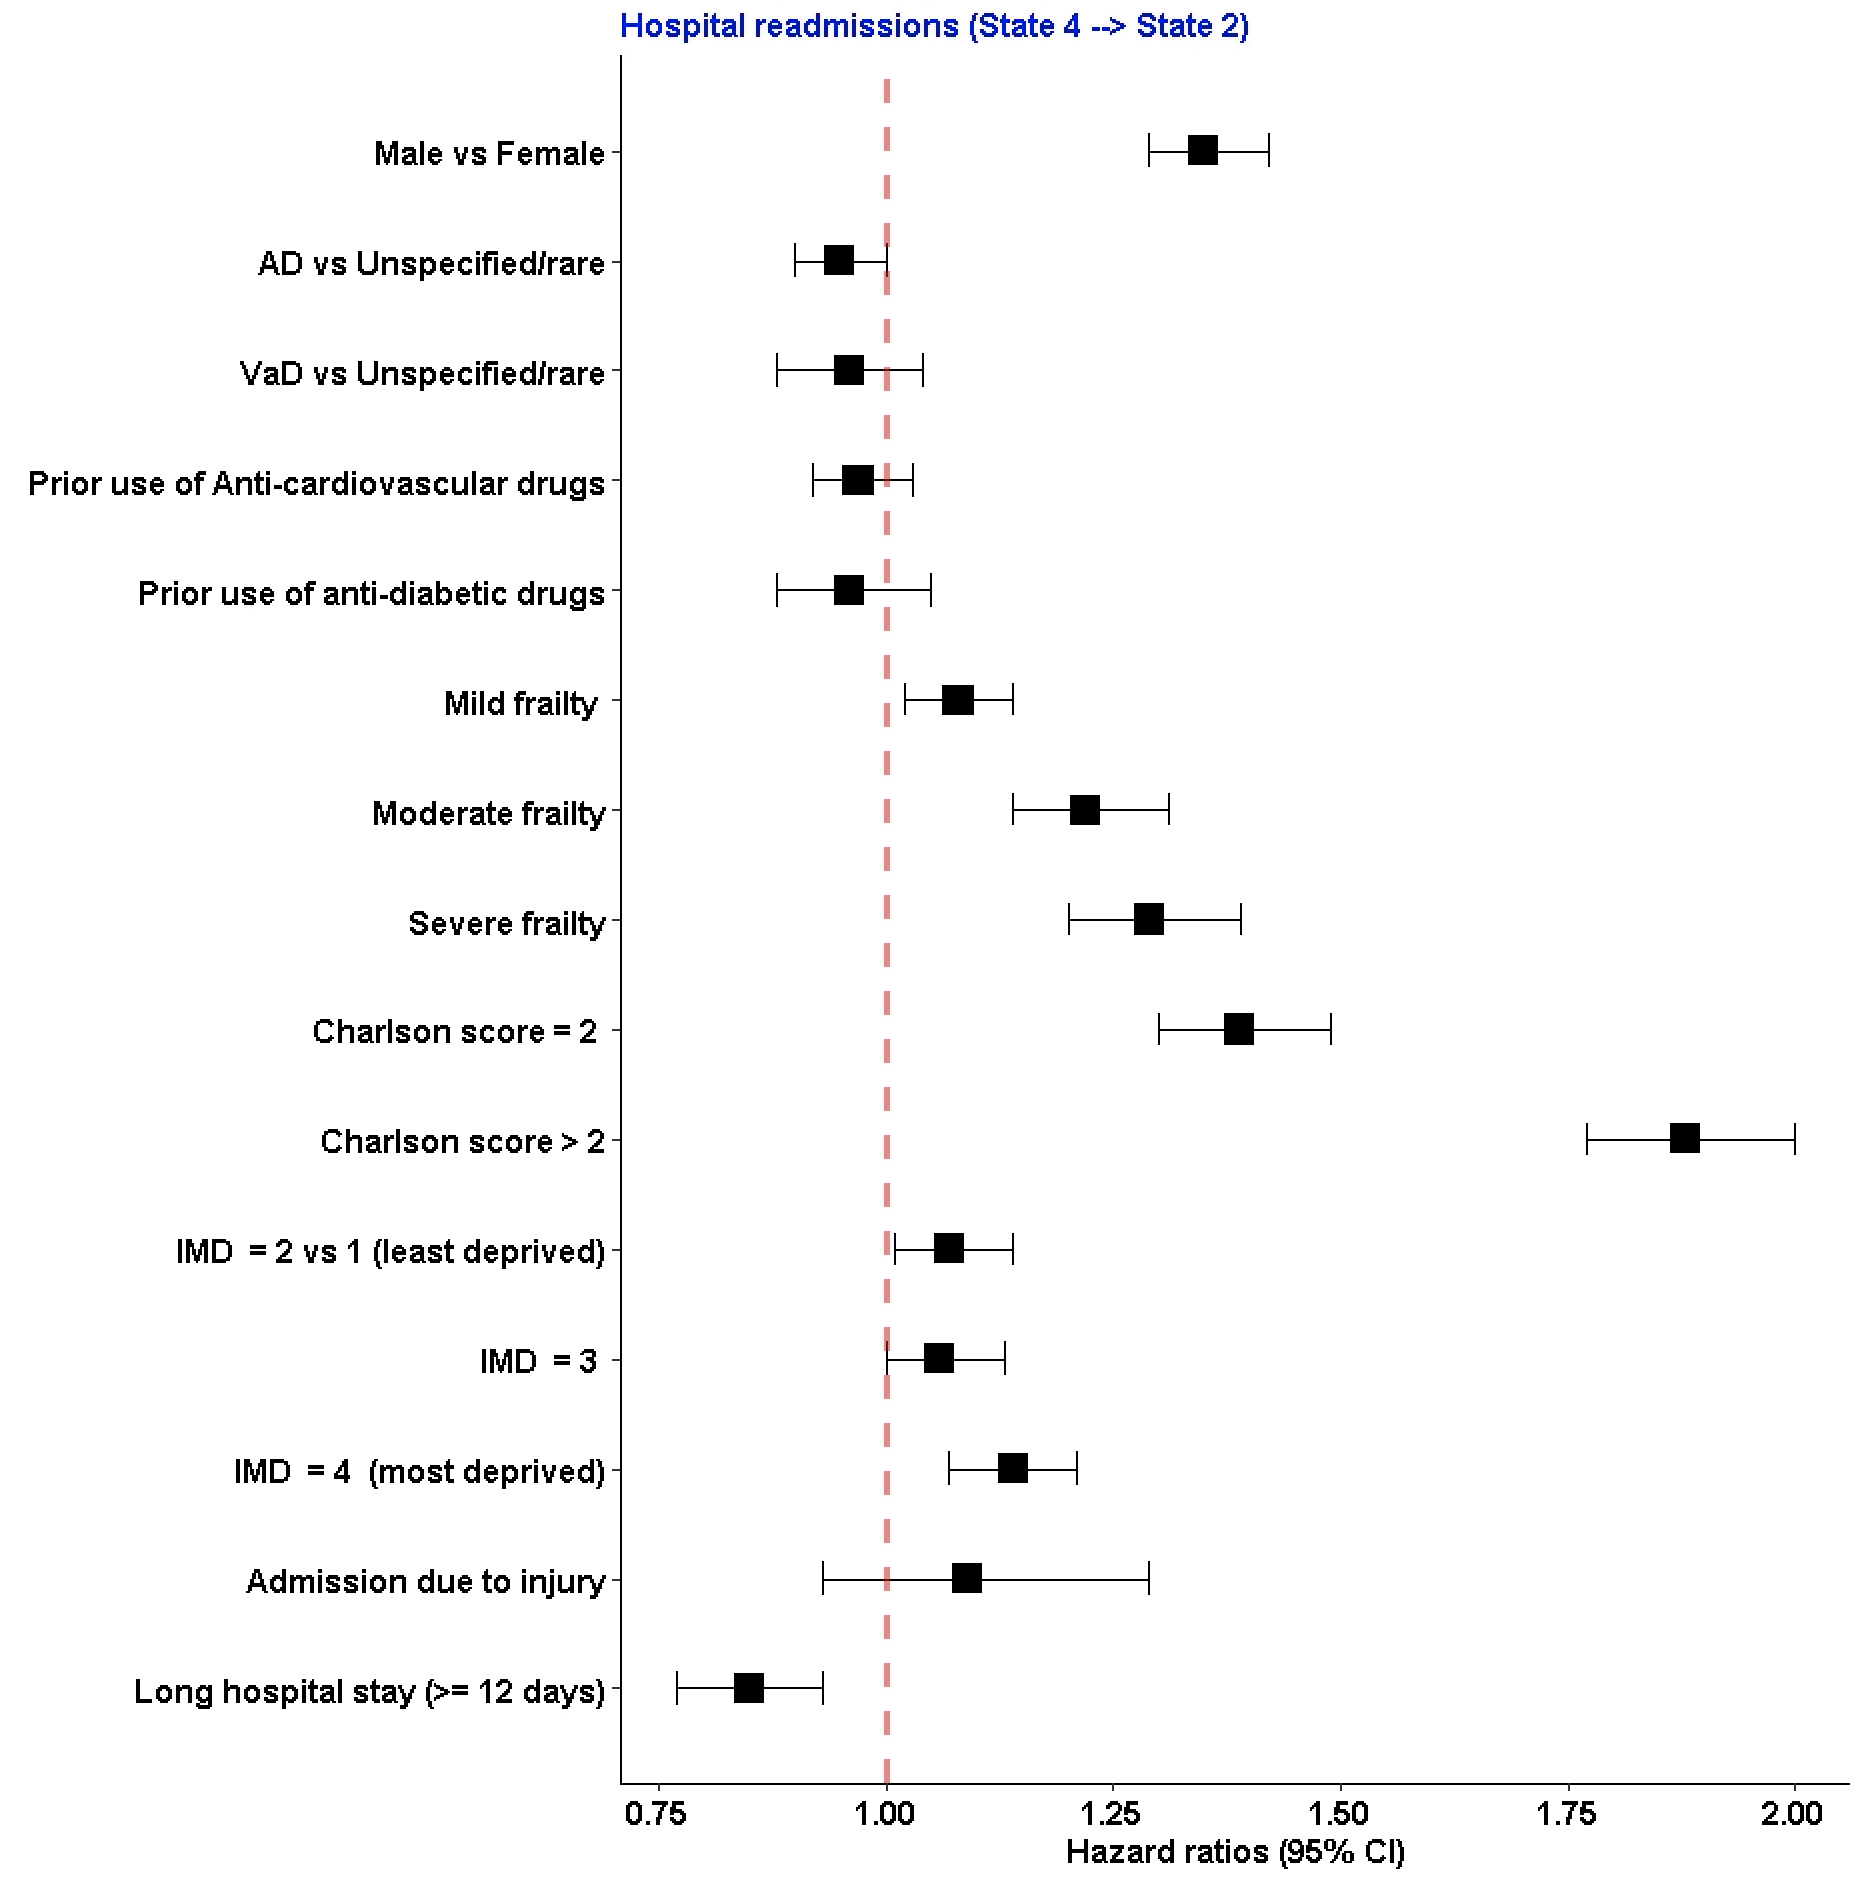 Hospital readmissions (State 4 --> State 2)
Male vs Female
AD vs Unspecified/rare
VaD vs Unspecified/rare
Prior use of Anti-cardiovascular drugs
Prior use of anti-diabetic drugs
Mild frailty
Moderate frailty
Severe frailty
Charlson score = 2
Charlson score > 2
IMD  = 2 vs 1 (least deprived)
IMD  = 3
IMD  = 4  (most deprived)
Admission due to injury
Long hospital stay (>= 12 days)
0.75 1.00 1.25 1.50 1.75 2.00
Hazard ratios (95% CI)